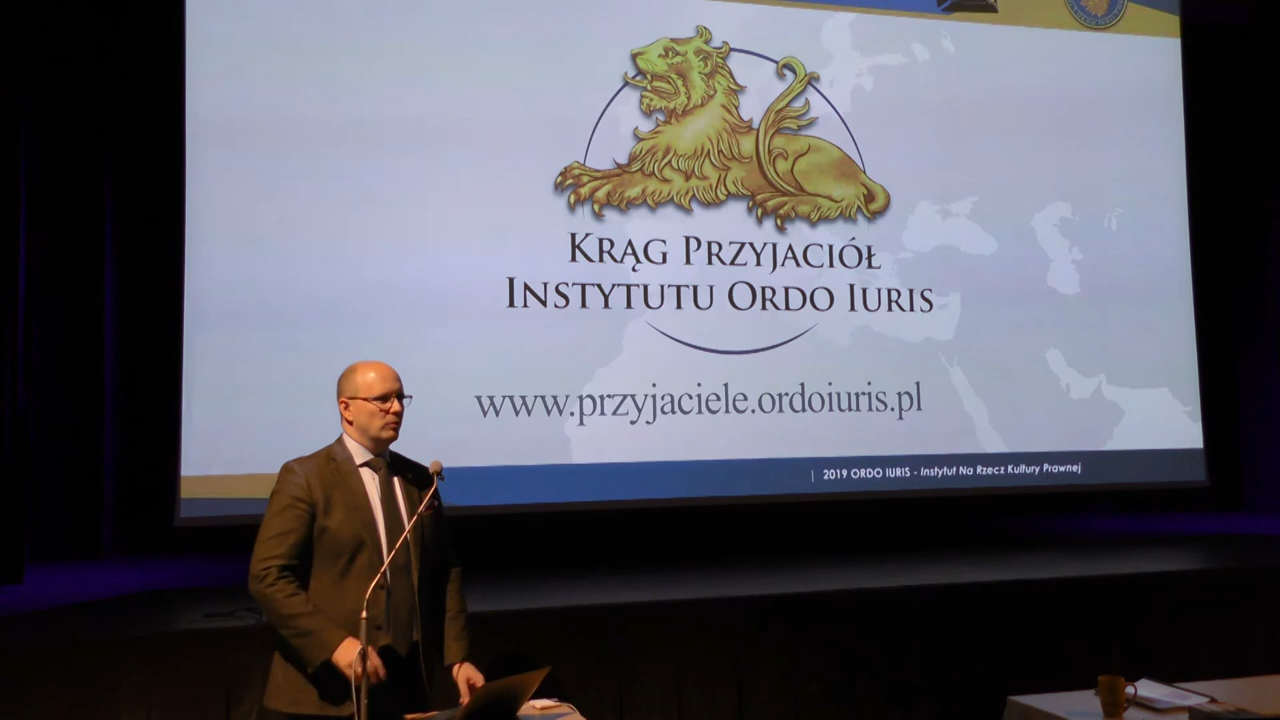 KRĄG PRZYJACIÓŁ
INSTYTUTU ORDO IURIS
www.przyjaciele.ordoiuris.pl
| 2019 ORDO IURIS - Instytut Na Rzecz Kultury Prawnej